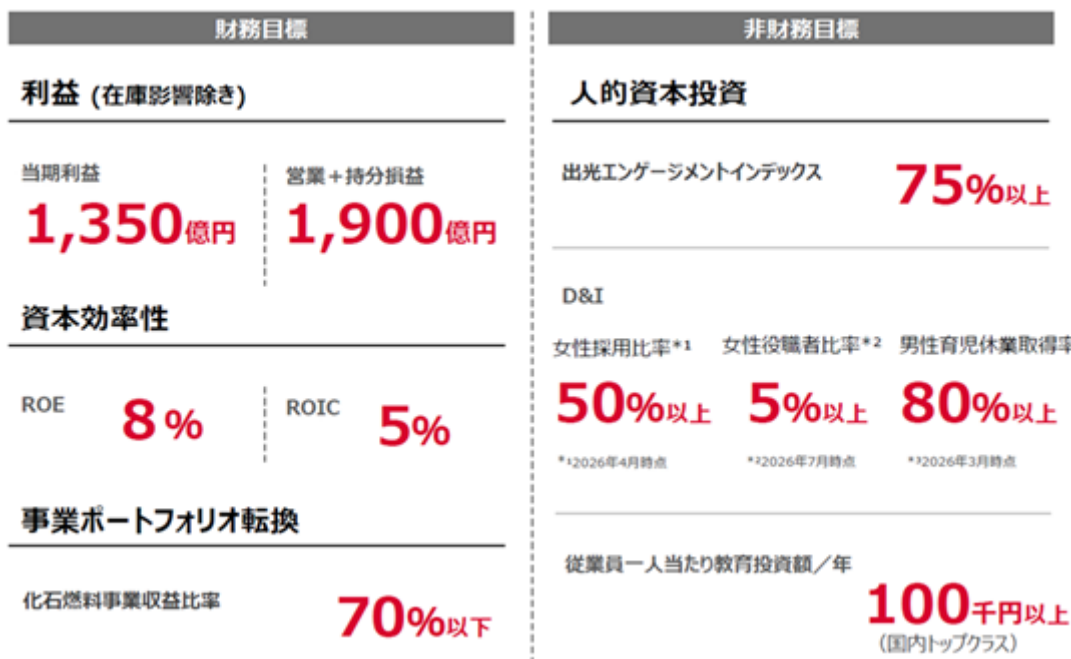 財務目標
利益 (在庫影響除き)
当期利益
1,350億円
営業+持分損益
1,900億円
資本効率性
ROE
8%
ROIC
5%
事業ポートフォリオ転換
化石燃料事業収益比率
70%以下
非財務目標
人的資本投資
出光エンゲージメントインデックス
75%以上
D&I
女性採用比率*1 女性役職者比率*2 男性育児休業取得率
50%以上 5%以上 80%以上
*12026年4月時点 *22026年7月時点 *32026年3月時点
従業員一人当たり教育投資額/年
100千円以上
(国内トップクラス)